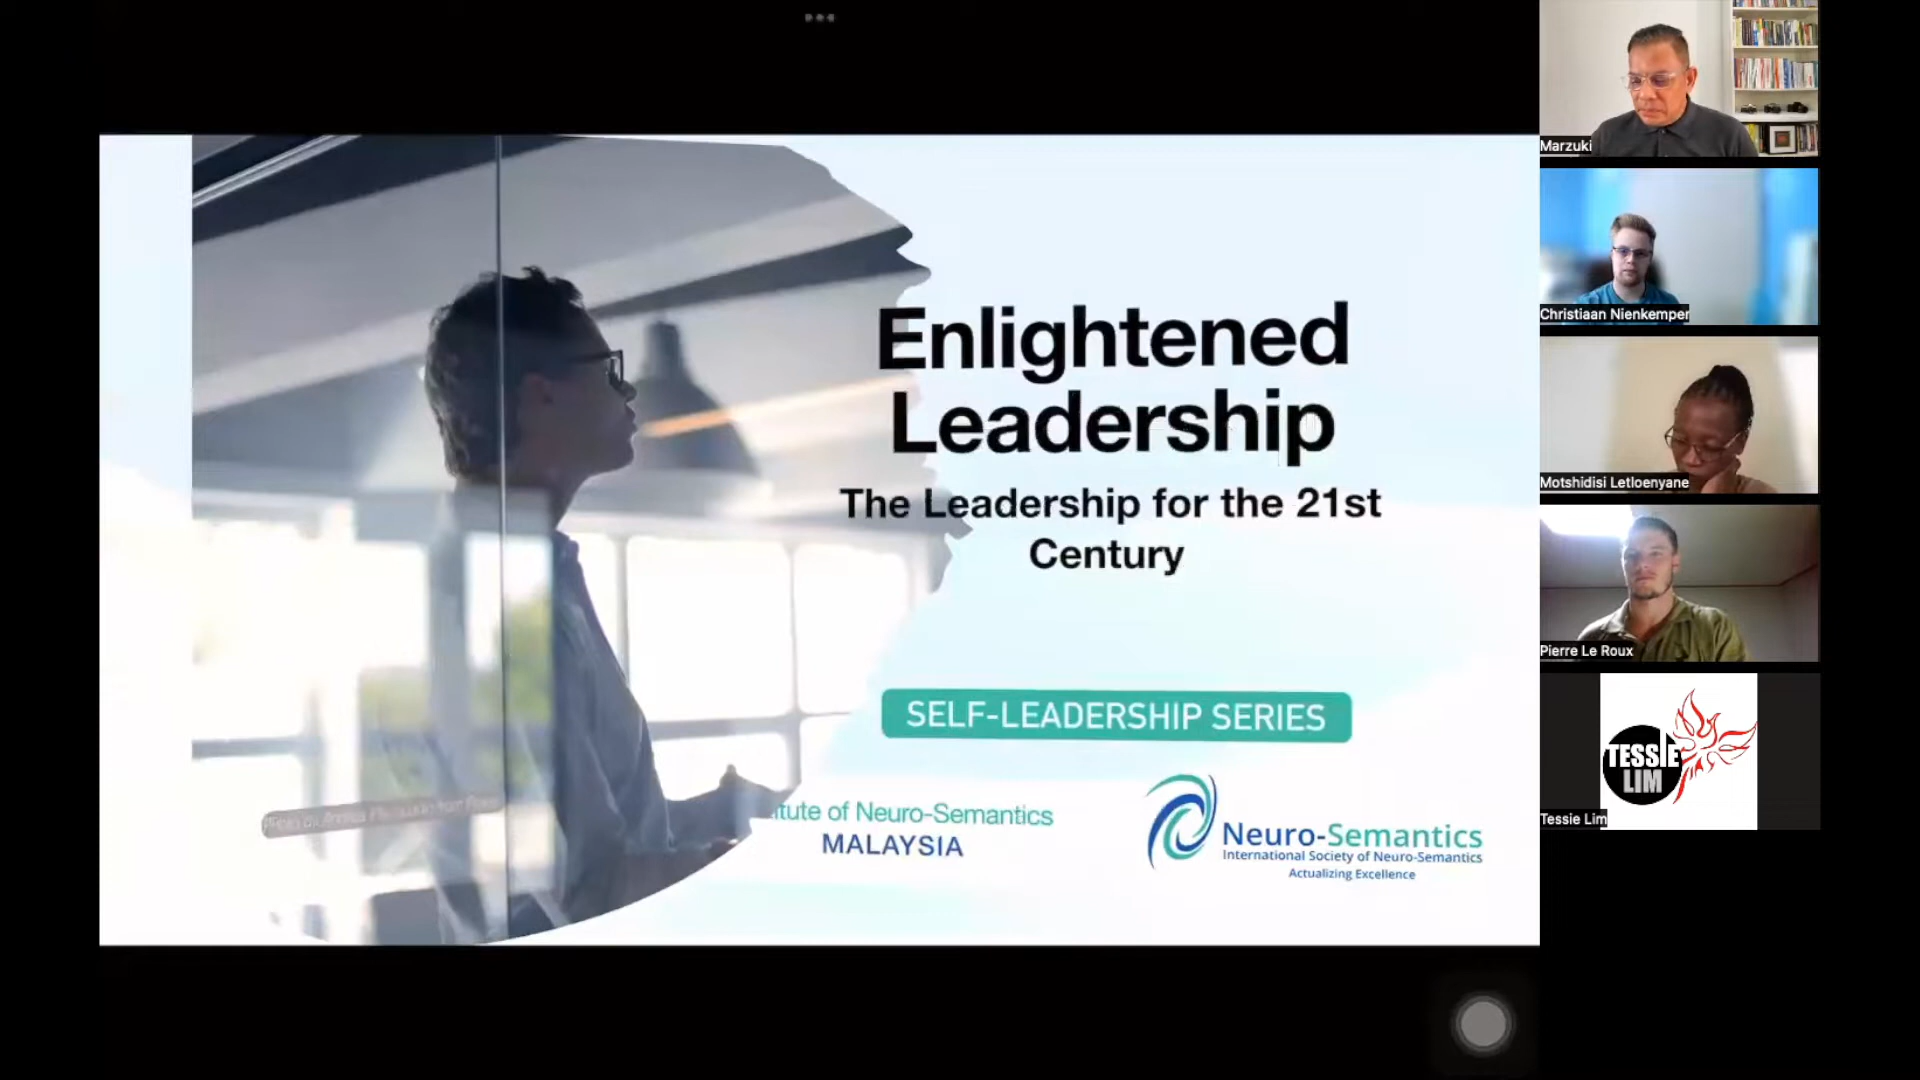 Enlightened
Leadership
The Leadership for the 21st
Century
SELF-LEADERSHIP SERIES
itute of Neuro-Semantics
MALAYSIA
Neuro-Semantics
International Society of Neuro-Semantics
Actualizing Excellence
Marzuki
Christiaan Nienkemper
Motshidisi Letloenyane
Pierre Le Roux
TESSIE
LIM
Tessie Lim